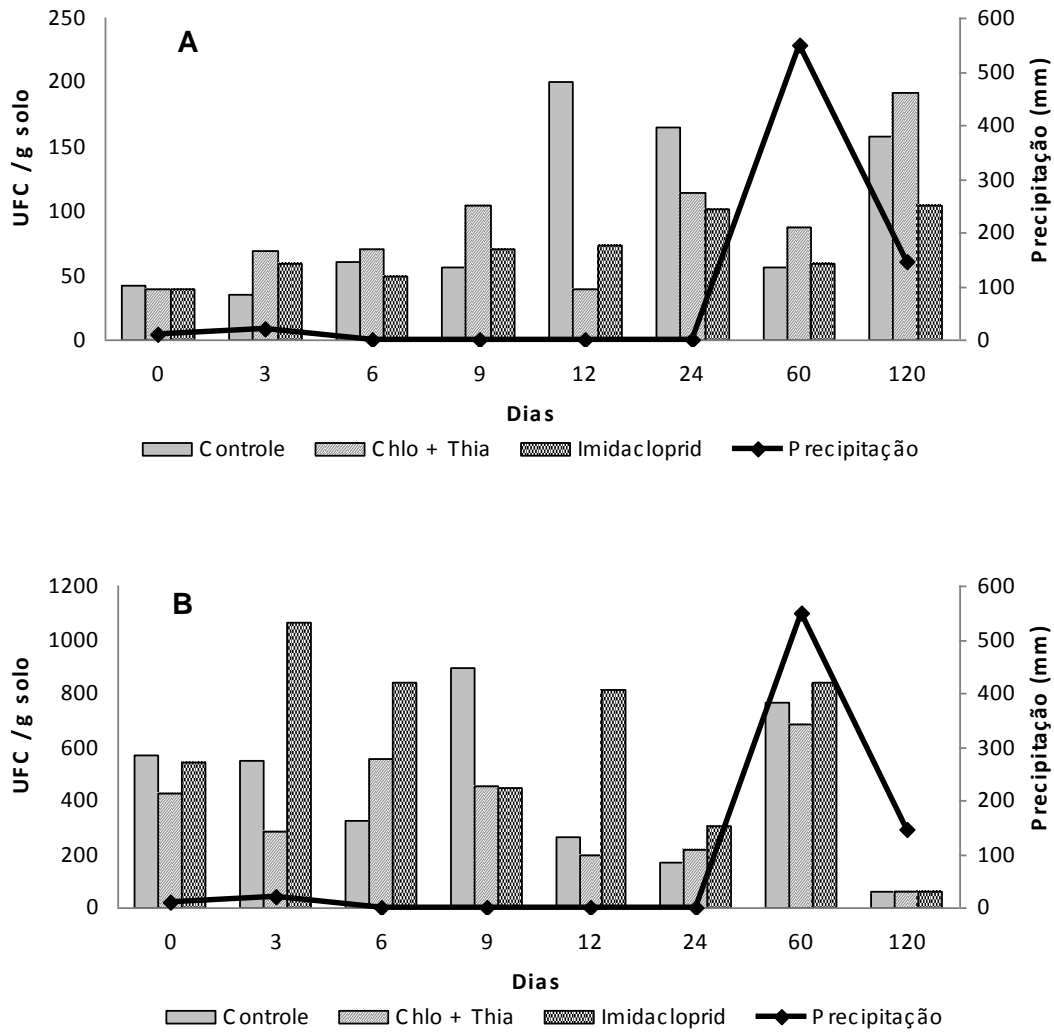 A
250
200
150
100
50
0
UFC /g solo
600
500
400
300
200
100
0
Precipitação (mm)
0 3 6 9 12 24 60 120
Dias
Controle Chlo + Thia Imidacloprid Precipitação
B
1200
1000
800
600
400
200
0
UFC /g solo
600
500
400
300
200
100
0
Precipitação (mm)
0 3 6 9 12 24 60 120
Dias
Controle Chlo + Thia Imidacloprid Precipitação